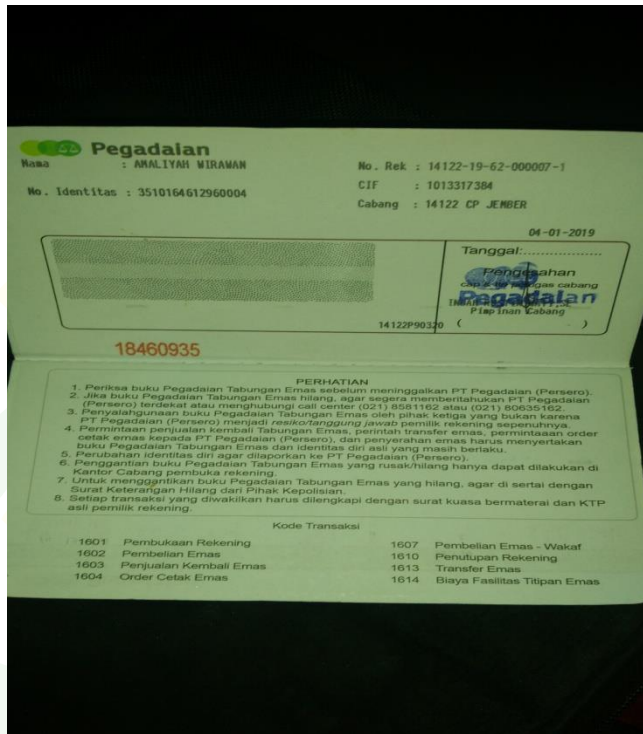 Pegadaian
Nama : AMALIYAH WIRAWAN
No. Identitas : 3510164612960004
No. Rek : 14122-19-62-000007-1
CIF : 1013317384
Cabang : 14122 CP JEMBER
04-01-2019
Tanggal:....................
Pengesahan
cap & petugas cabang
Pegadaian
Pimpinan Cabang
14122P90320 ( )
18460935
PERHATIAN
1. Periksa buku Pegadaian Tabungan Emas sebelum meninggalkan PT Pegadaian (Persero).
2. Jika buku Pegadaian Tabungan Emas hilang, agar segera memberitahukan PT Pegadaian
(Persero) terdekat atau menghubungi call center (021) 8581162 atau (021) 80635162.
3. Penyalahgunaan buku Pegadaian Tabungan Emas oleh pihak ketiga yang bukan karena
PT Pegadaian (Persero) menjadi resiko/tanggung jawab pemilik rekening sepenuhnya.
4. Permintaan penjualan kembali Tabungan Emas, perintah transfer emas, permintaaan order
cetak emas kepada PT Pegadaian (Persero), dan penyerahan emas harus menyertakan
buku Pegadaian Tabungan Emas dan identitas diri asli yang masih berlaku.
5. Perubahan identitas diri agar dilaporkan ke PT Pegadaian (Persero).
6. Penggantian buku Pegadaian Tabungan Emas yang rusak/hilang hanya dapat dilakukan di
Kantor Cabang pembuka rekening.
7. Untuk menggantikan buku Pegadaian Tabungan Emas yang hilang, agar di sertai dengan
Surat Keterangan Hilang dari Pihak Kepolisian.
8. Setiap transaksi yang diwakilkan harus dilengkapi dengan surat kuasa bermaterai dan KTP
asli pemilik rekening.
Kode Transaksi
1601 Pembukaan Rekening
1602 Pembelian Emas
1603 Penjualan Kembali Emas
1604 Order Cetak Emas
1607 Pembelian Emas - Wakaf
1610 Penutupan Rekening
1613 Transfer Emas
1614 Biaya Fasilitas Titipan Emas